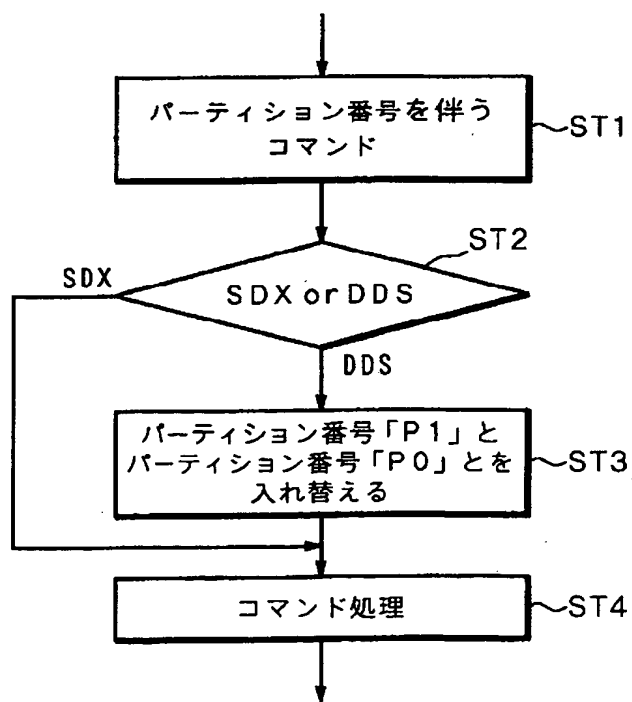 パーティション番号を伴う
コマンド
ST1
ST2
SDX
SDX or DDS
DDS
パーティション番号「P1」と
パーティション番号「P0」とを
入れ替える
ST3
コマンド処理
ST4